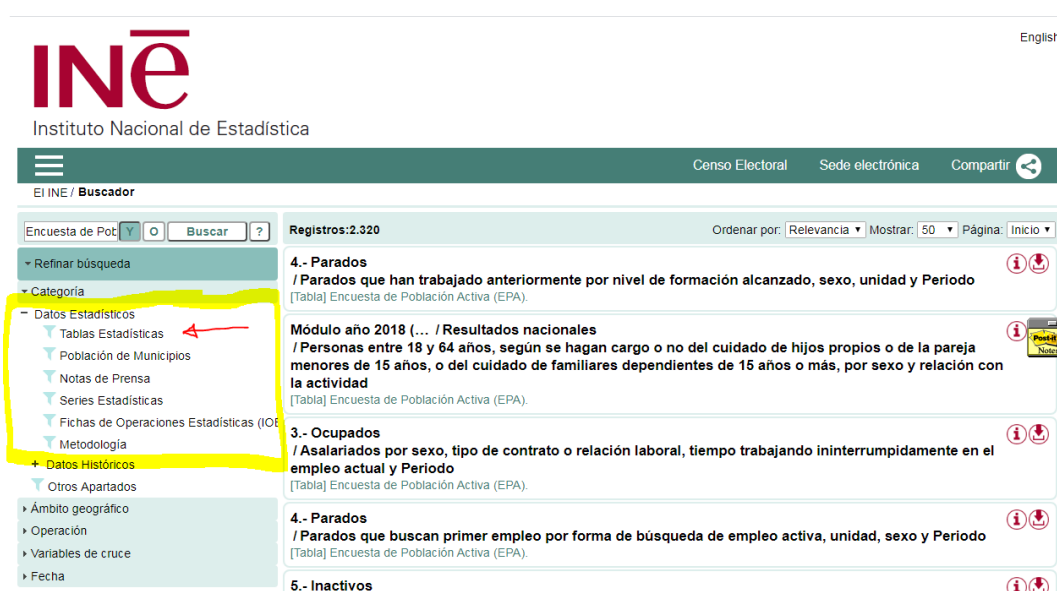 English
INē
Instituto Nacional de Estadística
Censo Electoral Sede electrónica Compartir
El INE / Buscador
Encuesta de Pob Y O Buscar ?
Registros:2.320 Ordenar por: Relevancia Mostrar: 50 Página: Inicio
Refinar búsqueda
Categoría
− Datos Estadísticos
Tablas Estadísticas
Población de Municipios
Notas de Prensa
Series Estadísticas
Fichas de Operaciones Estadísticas (IOE
Metodología
+ Datos Históricos
Otros Apartados
Ámbito geográfico
Operación
Variables de cruce
Fecha
4.- Parados
/ Parados que han trabajado anteriormente por nivel de formación alcanzado, sexo, unidad y Periodo
[Tabla] Encuesta de Población Activa (EPA).
Módulo año 2018 (... / Resultados nacionales
/ Personas entre 18 y 64 años, según se hagan cargo o no del cuidado de hijos propios o de la pareja
menores de 15 años, o del cuidado de familiares dependientes de 15 años o más, por sexo y relación con
la actividad
[Tabla] Encuesta de Población Activa (EPA).
Post-it
Notes
3.- Ocupados
/ Asalariados por sexo, tipo de contrato o relación laboral, tiempo trabajando ininterrumpidamente en el
empleo actual y Periodo
[Tabla] Encuesta de Población Activa (EPA).
4.- Parados
/ Parados que buscan primer empleo por forma de búsqueda de empleo activa, unidad, sexo y Periodo
[Tabla] Encuesta de Población Activa (EPA).
5.- Inactivos